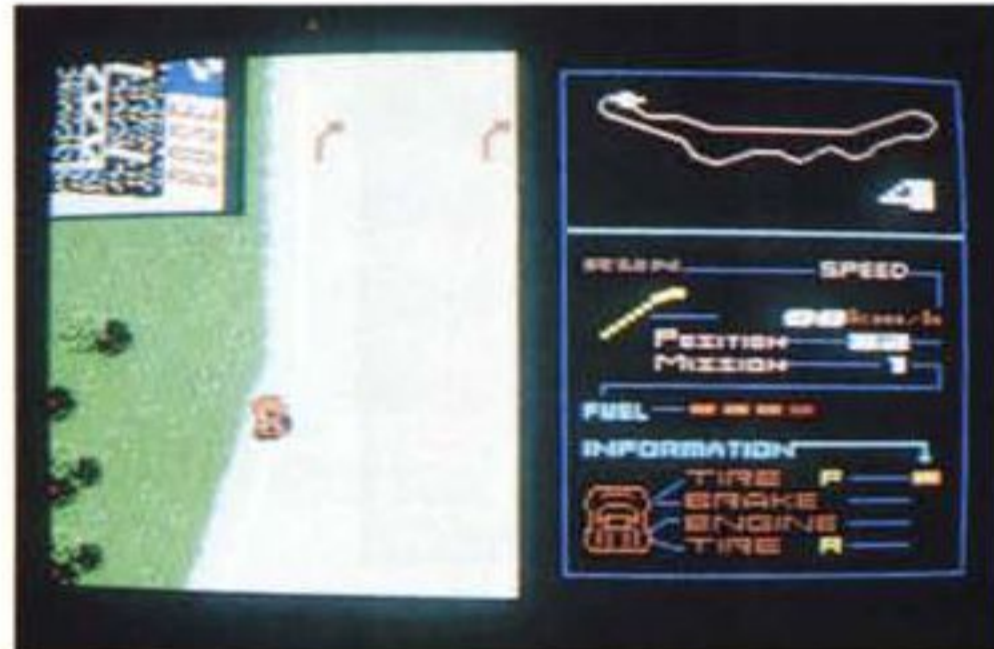 4
SPEED
POSITION
MISSION 1
FUEL
INFORMATION
TIRE F
BRAKE
ENGINE
TIRE R